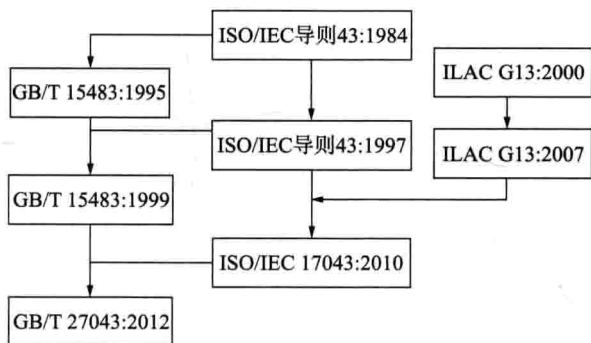 ISO/IEC导则43:1984
ILAC G13:2000
GB/T 15483:1995
ISO/IEC导则43:1997
ILAC G13:2007
GB/T 15483:1999
ISO/IEC 17043:2010
GB/T 27043:2012